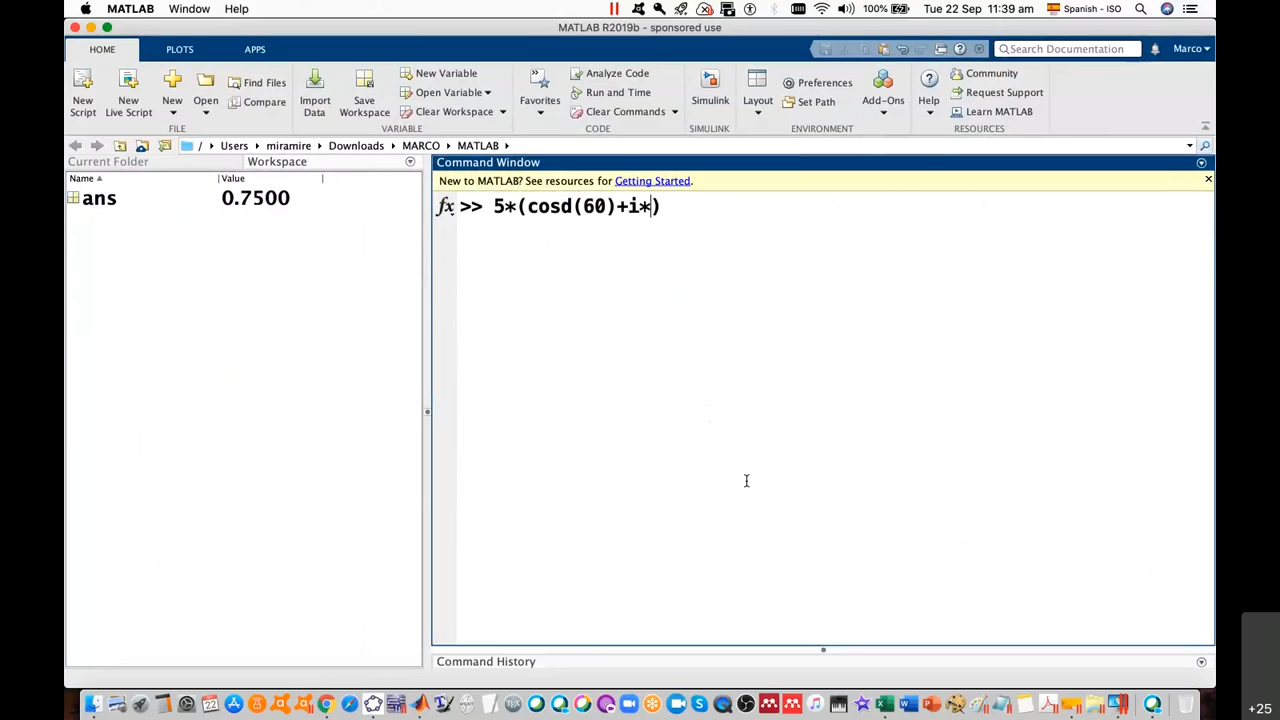 MATLAB Window Help 100% Tue 22 Sep 11:39 am Spanish - ISO
MATLAB R2019b - sponsored use
HOME PLOTS APPS Search Documentation Marco
New Script
New Live Script
New
Open
Find Files
Compare
FILE
Import Data
Save Workspace
New Variable
Open Variable
Clear Workspace
VARIABLE
Favorites
Analyze Code
Run and Time
Clear Commands
CODE
Simulink
SIMULINK
Layout
Preferences
Set Path
Add-Ons
ENVIRONMENT
Help
Community
Request Support
Learn MATLAB
RESOURCES
/ Users miramire Downloads MARCO MATLAB
Current Folder Workspace
Name Value
ans 0.7500
Command Window
New to MATLAB? See resources for Getting Started.
fx >> 5*(cosd(60)+i*)
Command History
+25